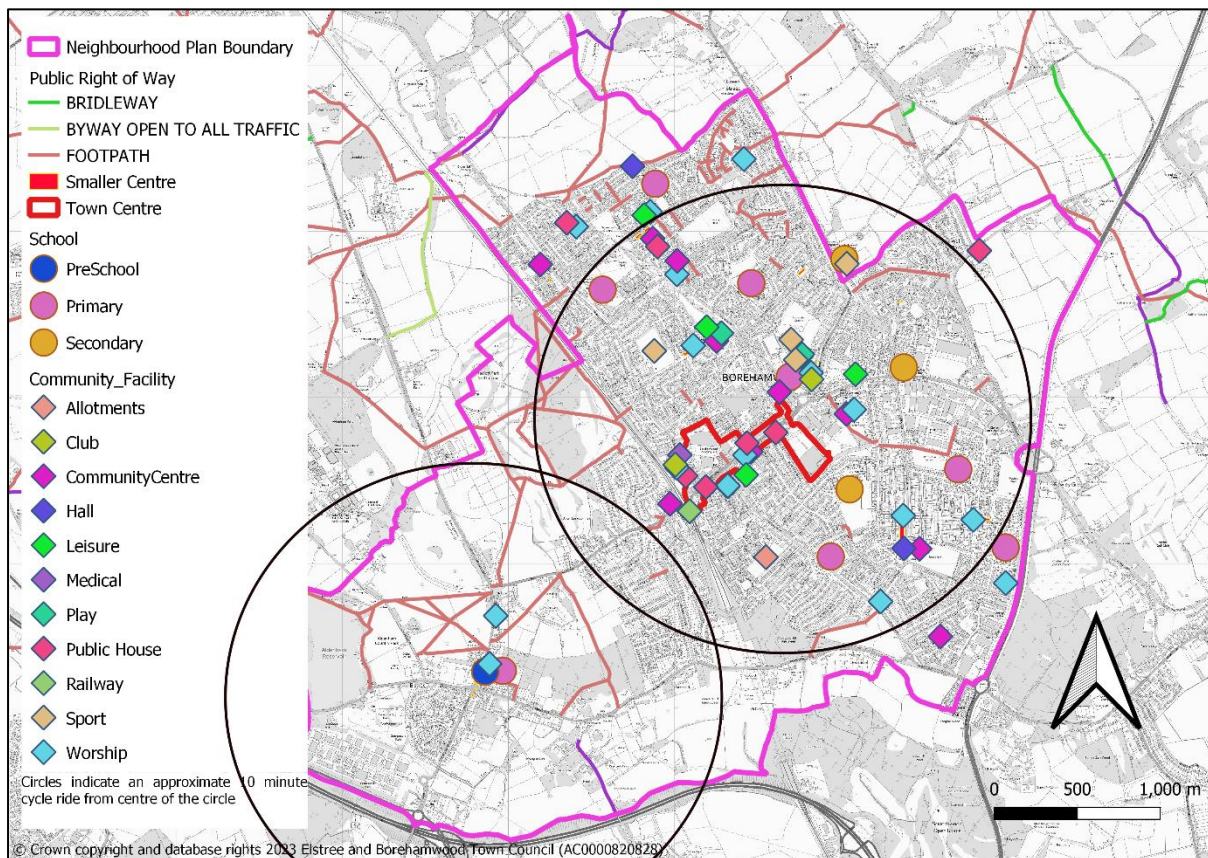 Neighbourhood Plan Boundary
Public Right of Way
BRIDLEWAY
BYWAY OPEN TO ALL TRAFFIC
FOOTPATH
Smaller Centre
Town Centre
School
PreSchool
Primary
Secondary
Community_Facility
Allotments
Club
CommunityCentre
Hall
Leisure
Medical
Play
Public House
Railway
Sport
Worship
Circles indicate an approximate 10 minute
cycle ride from centre of the circle
BOREHAMW
0 500 1,000 m
© Crown copyright and database rights 2023 Elstree and Borehamwood Town Council (AC0000820828)